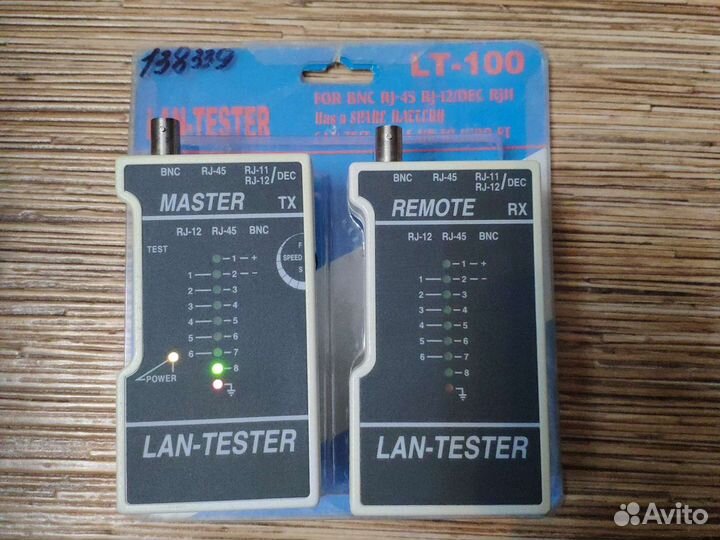 138339
LT-100
LAN-TESTER
FOR BNC RJ-45 RJ-12/DEC RJ11
Has a SPARE BATTERY
BNC RJ-45 RJ-11 RJ-12/DEC
MASTER TX
RJ-12 RJ-45 BNC
TEST
1 +
1 2 −
2 3
3 4
4 5
5 6
6 7
8
POWER
F
SPEED
S
LAN-TESTER
BNC RJ-45 RJ-11 RJ-12/DEC
REMOTE RX
RJ-12 RJ-45 BNC
1 +
1 2 −
2 3
3 4
4 5
5 6
6 7
8
LAN-TESTER
Avito